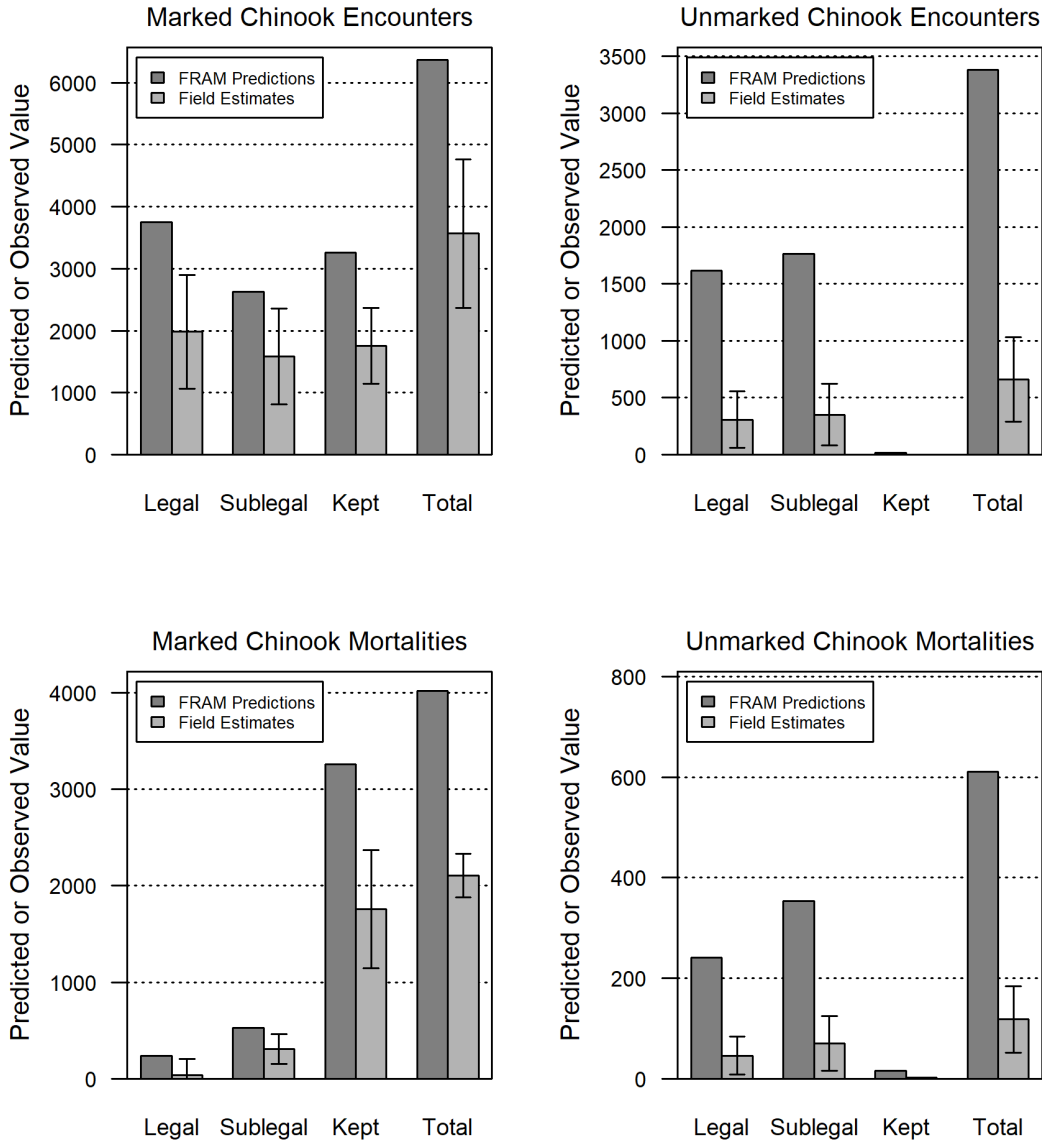 Marked Chinook Encounters
Predicted or Observed Value
6000
5000
4000
3000
2000
1000
0
FRAM Predictions
Field Estimates
Legal Sublegal Kept Total
Unmarked Chinook Encounters
Predicted or Observed Value
3500
3000
2500
2000
1500
1000
500
0
FRAM Predictions
Field Estimates
Legal Sublegal Kept Total
Marked Chinook Mortalities
Predicted or Observed Value
4000
3000
2000
1000
0
FRAM Predictions
Field Estimates
Legal Sublegal Kept Total
Unmarked Chinook Mortalities
Predicted or Observed Value
800
600
400
200
0
FRAM Predictions
Field Estimates
Legal Sublegal Kept Total